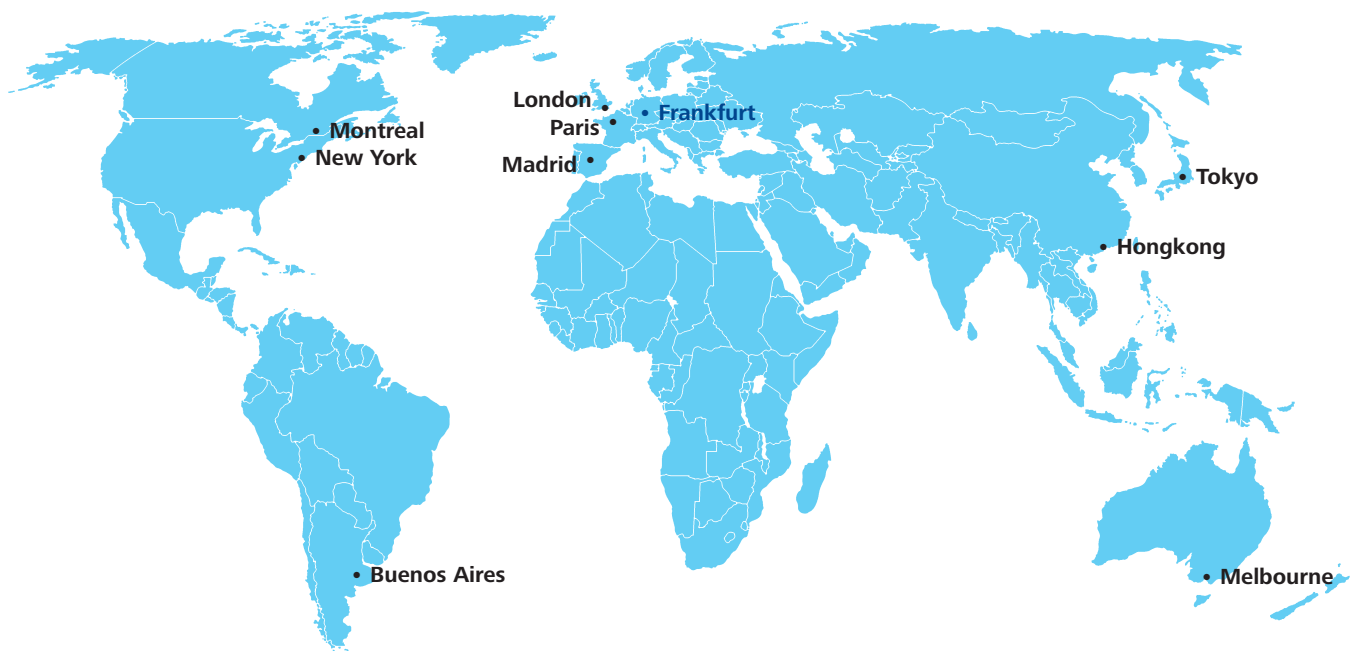 London
Frankfurt
Paris
Montreal
New York
Madrid
Tokyo
Hongkong
Buenos Aires
Melbourne